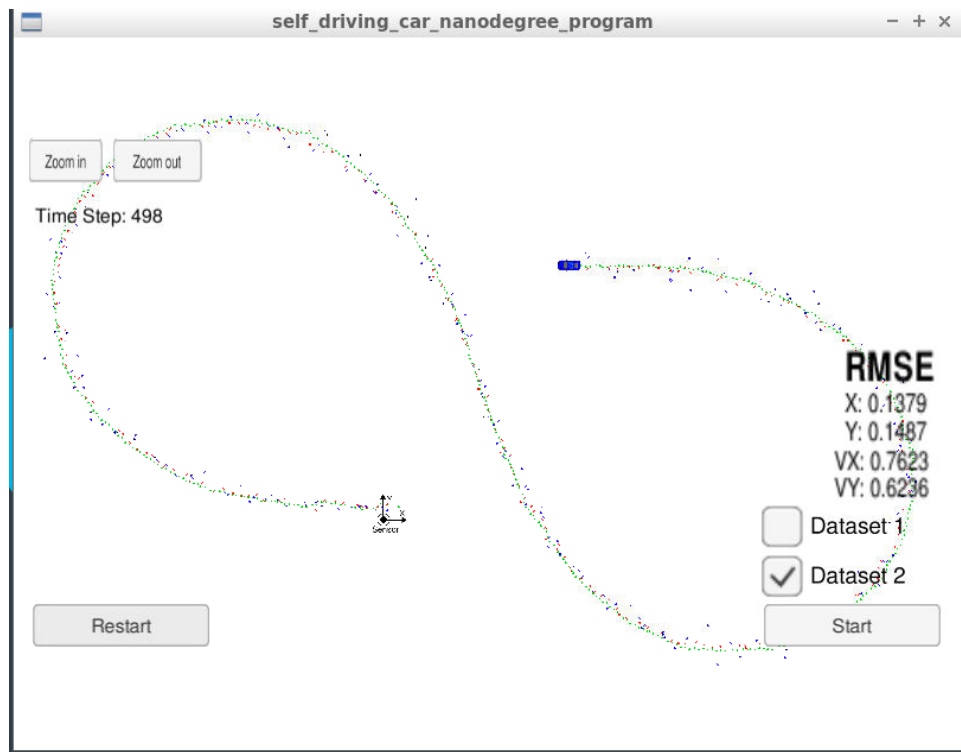 self_driving_car_nanodegree_program
Zoom in
Zoom out
Time Step: 498
RMSE
X: 0.1379
Y: 0.1487
VX: 0.7623
VY: 0.6236
Y
X
Sensor
Dataset 1
Dataset 2
Restart
Start